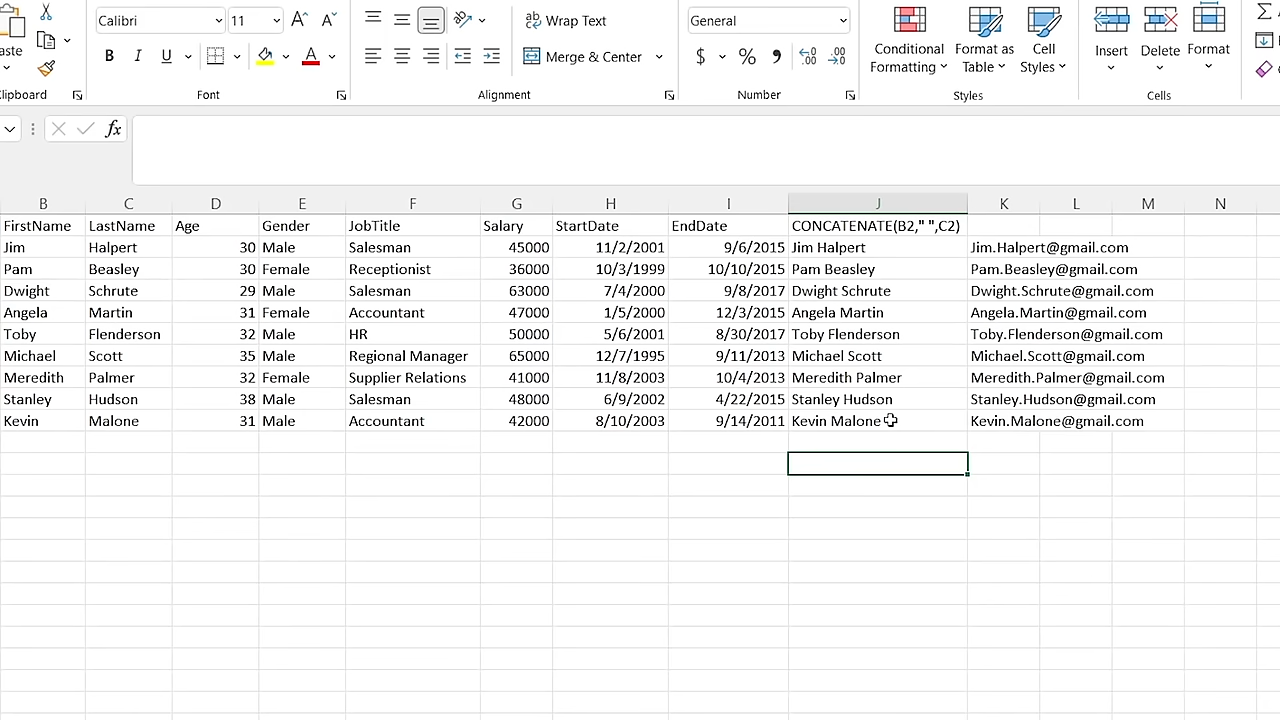 Calibri 11 A^ Aˇ ab Wrap Text General
aste B I U A Merge & Center $ % 9 Conditional Formatting Format as Table Cell Styles Insert Delete Format
lipboard Font Alignment Number Styles Cells
fx
B C D E F G H I J K L M N
FirstName LastName Age Gender JobTitle Salary StartDate EndDate CONCATENATE(B2," ",C2)
Jim Halpert 30 Male Salesman 45000 11/2/2001 9/6/2015 Jim Halpert Jim.Halpert@gmail.com
Pam Beasley 30 Female Receptionist 36000 10/3/1999 10/10/2015 Pam Beasley Pam.Beasley@gmail.com
Dwight Schrute 29 Male Salesman 63000 7/4/2000 9/8/2017 Dwight Schrute Dwight.Schrute@gmail.com
Angela Martin 31 Female Accountant 47000 1/5/2000 12/3/2015 Angela Martin Angela.Martin@gmail.com
Toby Flenderson 32 Male HR 50000 5/6/2001 8/30/2017 Toby Flenderson Toby.Flenderson@gmail.com
Michael Scott 35 Male Regional Manager 65000 12/7/1995 9/11/2013 Michael Scott Michael.Scott@gmail.com
Meredith Palmer 32 Female Supplier Relations 41000 11/8/2003 10/4/2013 Meredith Palmer Meredith.Palmer@gmail.com
Stanley Hudson 38 Male Salesman 48000 6/9/2002 4/22/2015 Stanley Hudson Stanley.Hudson@gmail.com
Kevin Malone 31 Male Accountant 42000 8/10/2003 9/14/2011 Kevin Malone Kevin.Malone@gmail.com